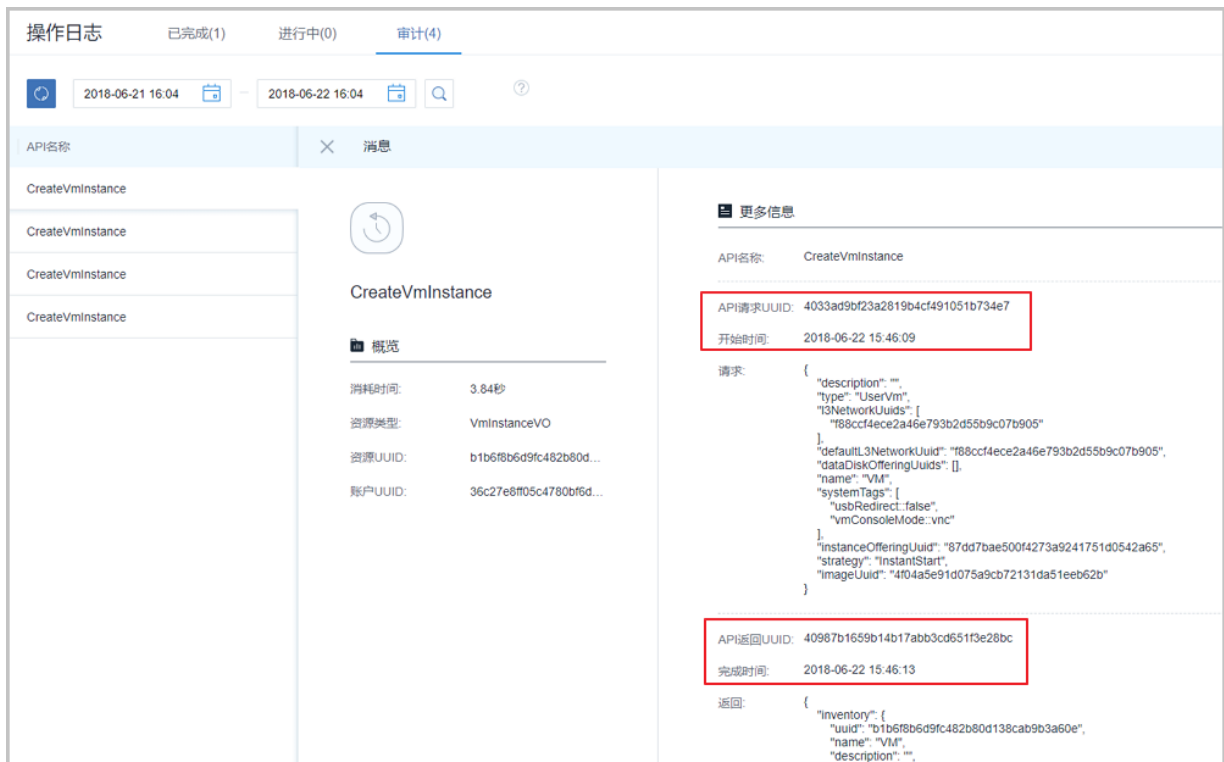 操作日志 已完成(1) 进行中(0) 审计(4)
2018-06-21 16:04 – 2018-06-22 16:04 ?
API名称 消息
CreateVmInstance
CreateVmInstance
CreateVmInstance
CreateVmInstance
CreateVmInstance
概览
消耗时间: 3.84秒
资源类型: VmInstanceVO
资源UUID: b1b6f8b6d9fc482b80d...
账户UUID: 36c27e8ff05c4780bf6d...
更多信息
API名称: CreateVmInstance
API请求UUID: 4033ad9bf23a2819b4cf491051b734e7
开始时间: 2018-06-22 15:46:09
请求: {
"description": "",
"type": "UserVm",
"l3NetworkUuids": [
"f88ccf4ece2a46e793b2d55b9c07b905"
],
"defaultL3NetworkUuid": "f88ccf4ece2a46e793b2d55b9c07b905",
"dataDiskOfferingUuids": [],
"name": "VM",
"systemTags": [
"usbRedirect::false",
"vmConsoleMode::vnc"
],
"instanceOfferingUuid": "87dd7bae500f4273a9241751d0542a65",
"strategy": "InstantStart",
"imageUuid": "4f04a5e91d075a9cb72131da51eeb62b"
}
API返回UUID: 40987b1659b14b17abb3cd651f3e28bc
完成时间: 2018-06-22 15:46:13
返回: {
"inventory": {
"uuid": "b1b6f8b6d9fc482b80d138cab9b3a60e",
"name": "VM",
"description": "",